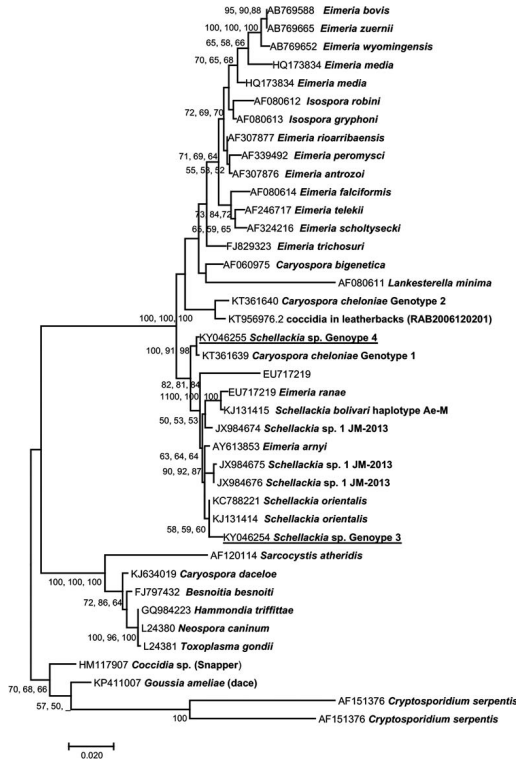 95, 90,88
AB769588 Eimeria bovis
100, 100, 100
AB769665 Eimeria zuernii
65, 58, 66
AB769652 Eimeria wyomingensis
70, 65, 68
HQ173834 Eimeria media
HQ173834 Eimeria media
AF080612 Isospora robini
72, 69, 70
AF080613 Isospora gryphoni
AF307877 Eimeria rioarribaensis
71, 69, 64
AF339492 Eimeria peromysci
55, 53, 52
AF307876 Eimeria antrozoi
AF080614 Eimeria falciformis
73, 84,72
AF246717 Eimeria telekii
65, 59, 65
AF324216 Eimeria scholtysecki
FJ829323 Eimeria trichosuri
AF060975 Caryospora bigenetica
AF080611 Lankesterella minima
KT361640 Caryospora cheloniae Genotype 2
100, 100, 100
KT956976.2 coccidia in leatherbacks (RAB2006120201)
KY046255 Schellackia sp. Genoype 4
100, 91, 98
KT361639 Caryospora cheloniae Genotype 1
EU717219
82, 81, 84
1100, 100, 100
EU717219 Eimeria ranae
KJ131415 Schellackia bolivari haplotype Ae-M
50, 53, 53
JX984674 Schellackia sp. 1 JM-2013
AY613853 Eimeria arnyi
63, 64, 64
JX984675 Schellackia sp. 1 JM-2013
90, 92, 87
JX984676 Schellackia sp. 1 JM-2013
KC788221 Schellackia orientalis
KJ131414 Schellackia orientalis
58, 59, 60
KY046254 Schellackia sp. Genoype 3
AF120114 Sarcocystis atheridis
100, 100, 100
KJ634019 Caryospora daceloe
72, 86, 64
FJ797432 Besnoitia besnoiti
GQ984223 Hammondia triffittae
100, 96, 100
L24380 Neospora caninum
L24381 Toxoplasma gondii
HM117907 Coccidia sp. (Snapper)
70, 68, 66
KP411007 Goussia ameliae (dace)
57, 50, _
AF151376 Cryptosporidium serpentis
100
AF151376 Cryptosporidium serpentis
0.020